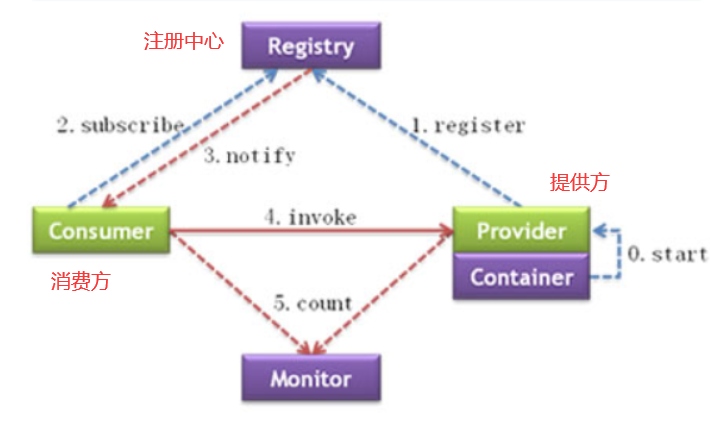 注册中心
Registry
2. subscribe
1. register
3. notify
提供方
4. invoke
Consumer
Provider
0. start
消费方
Container
5. count
Monitor